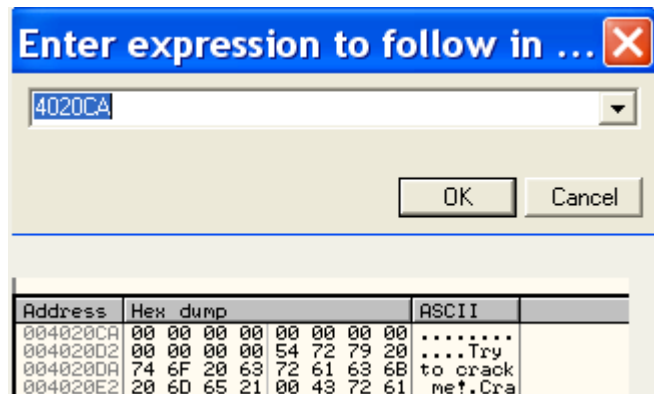 Enter expression to follow in ...
4020CA
OK Cancel
Address Hex dump ASCII
004020CA 00 00 00 00 00 00 00 00 ........
004020D2 00 00 00 00 54 72 79 20 ....Try
004020DA 74 6F 20 63 72 61 63 6B to crack
004020E2 20 6D 65 21 00 43 72 61 me!.Cra